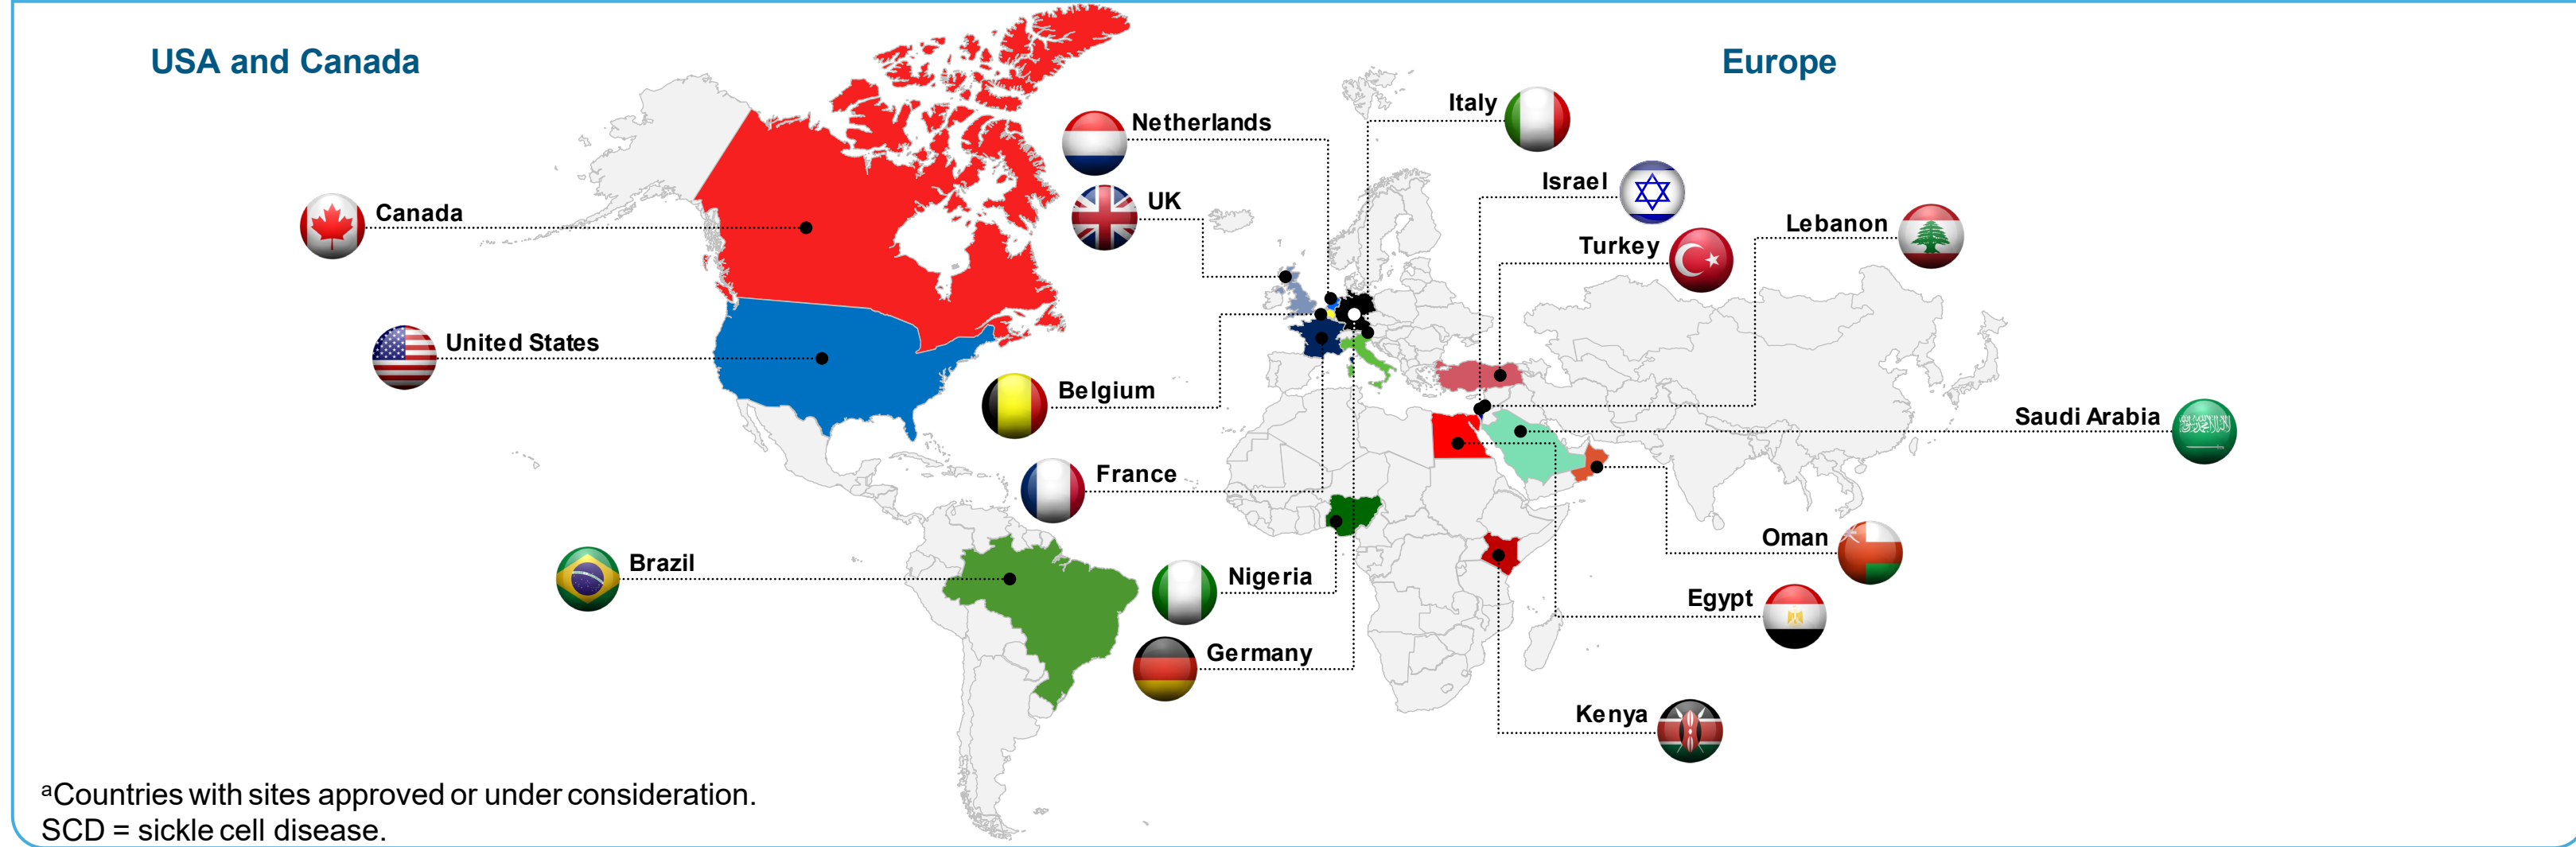 USA and Canada
Europe
Italy
Netherlands
Israel
UK
Canada
Lebanon
Turkey
United States
Belgium
Saudi Arabia
France
Oman
Brazil
Nigeria
Egypt
Germany
Kenya
ᵃCountries with sites approved or under consideration.
SCD = sickle cell disease.